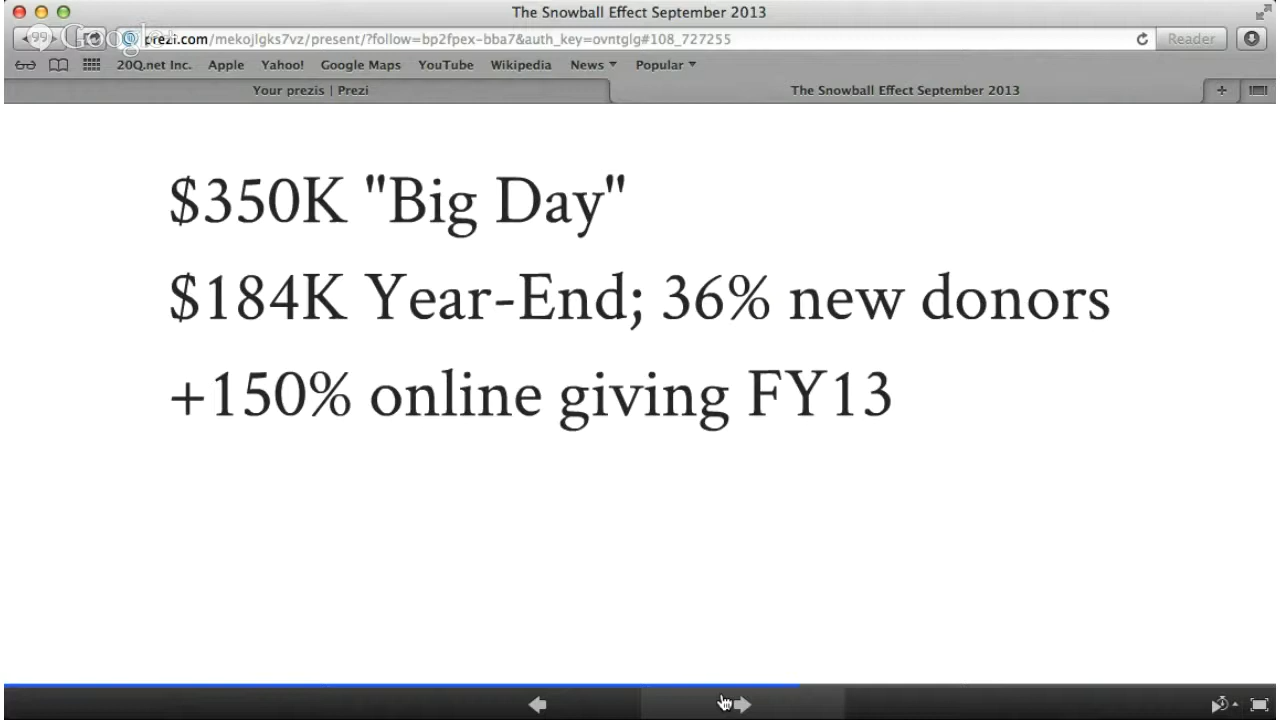 The Snowball Effect September 2013
Google+
prezi.com/mekojlgks7vz/present/?follow=bp2fpex-bba7&auth_key=ovntglg#108_727255
Reader
20Q.net Inc. Apple Yahoo! Google Maps YouTube Wikipedia News Popular
Your prezis | Prezi
The Snowball Effect September 2013
$350K "Big Day"
$184K Year-End; 36% new donors
+150% online giving FY13